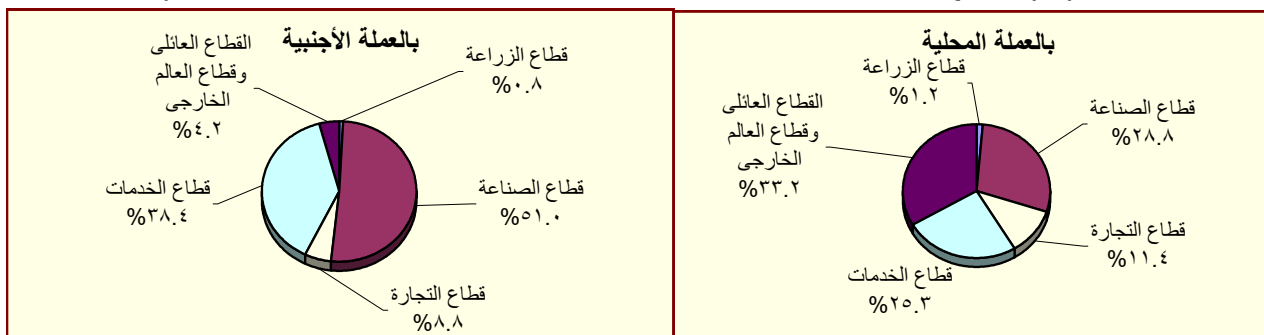 بالعملة المحلية
قطاع الزراعة
%١.٢
قطاع الصناعة
%٢٨.٨
قطاع التجارة
%١١.٤
قطاع الخدمات
%٢٥.٣
القطاع العائلى
وقطاع العالم
الخارجى
%٣٣.٢
بالعملة الأجنبية
قطاع الزراعة
%٠.٨
قطاع الصناعة
%٥١.٠
قطاع التجارة
%٨.٨
قطاع الخدمات
%٣٨.٤
القطاع العائلى
وقطاع العالم
الخارجى
%٤.٢